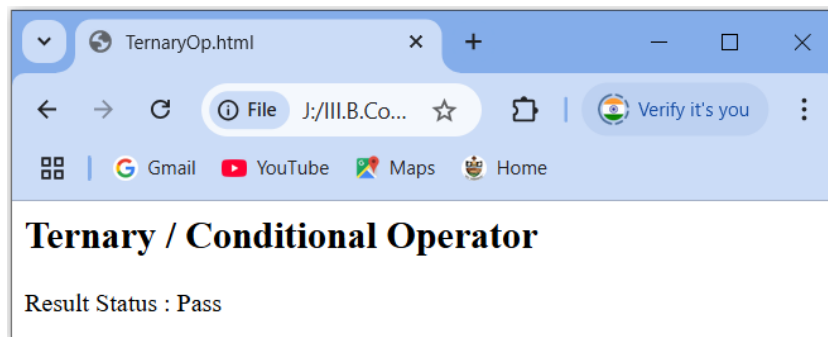 TernaryOp.html
File J:/III.B.Co... Verify it's you
Gmail YouTube Maps Home
Ternary / Conditional Operator
Result Status : Pass